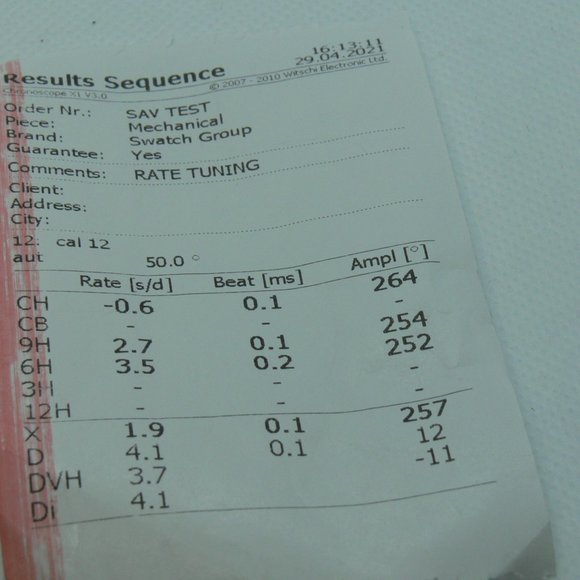 16:13:11
29.04.2021
Results Sequence
Chronoscope X1 V3.0 © 2007 - 2010 Witschi Electronic Ltd.
Order Nr.: SAV TEST
Piece: Mechanical
Brand: Swatch Group
Guarantee: Yes
Comments: RATE TUNING
Client:
Address:
City:
12: cal 12
aut 50.0 °
Rate [s/d] Beat [ms] Ampl [°]
CH -0.6 0.1 264
CB - - -
9H 2.7 0.1 254
6H 3.5 0.2 252
3H - - -
12H - - -
X 1.9 0.1 257
D 4.1 0.1 12
DVH 3.7 -11
Di 4.1